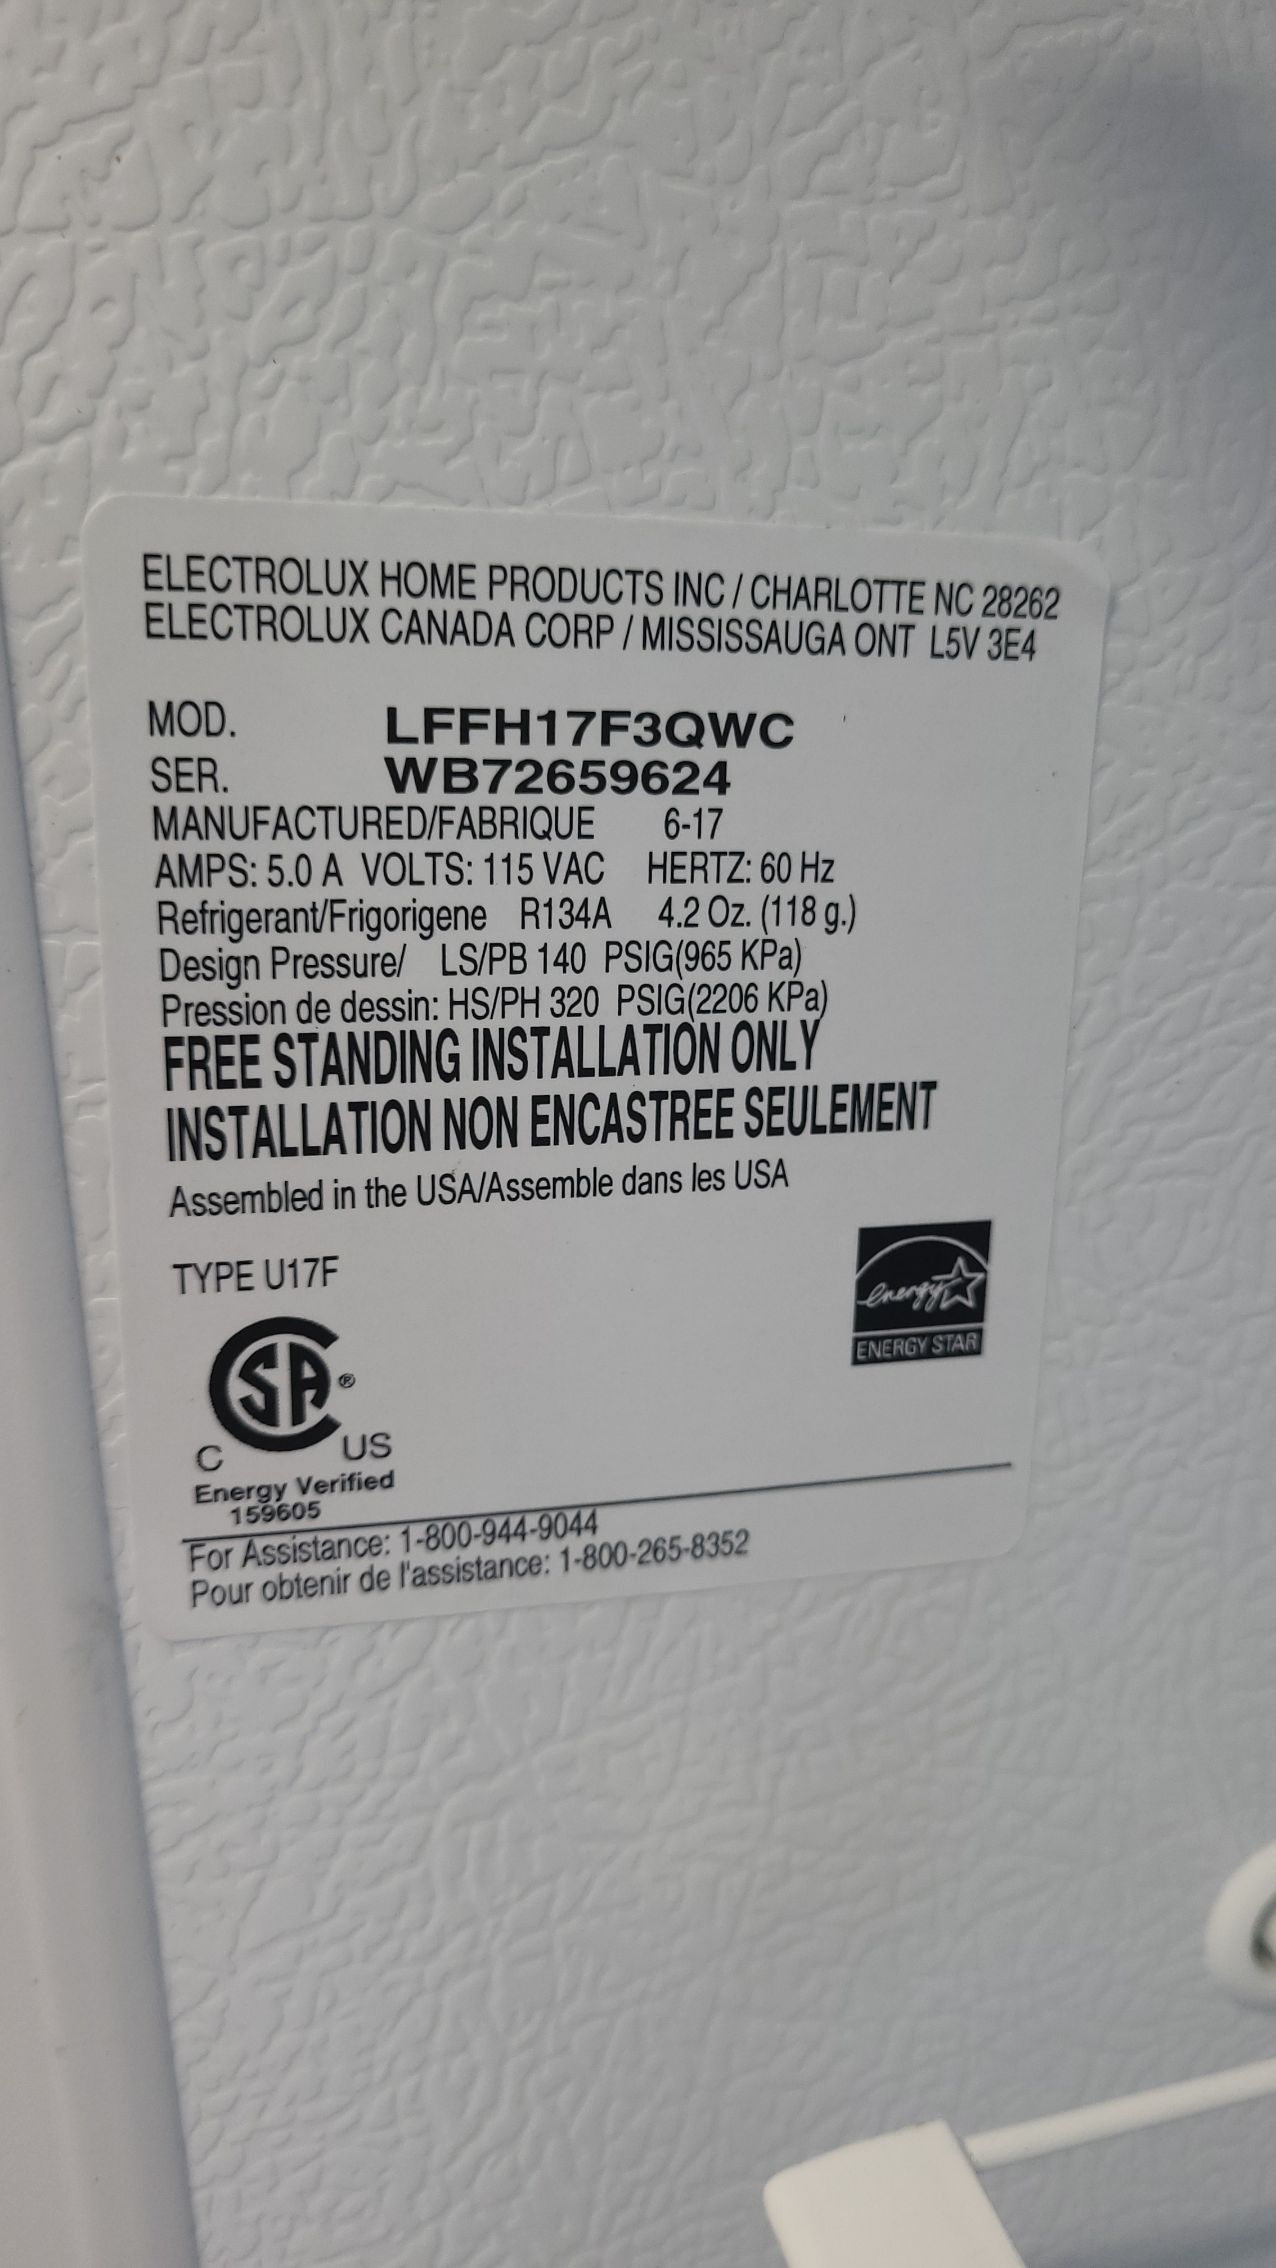 ELECTROLUX HOME PRODUCTS INC / CHARLOTTE NC 28262
ELECTROLUX CANADA CORP / MISSISSAUGA ONT L5V 3E4
MOD. LFFH17F3QWC
SER. WB72659624
MANUFACTURED/FABRIQUE 6-17
AMPS: 5.0 A VOLTS: 115 VAC HERTZ: 60 Hz
Refrigerant/Frigorigene R134A 4.2 Oz. (118 g.)
Design Pressure/ LS/PB 140 PSIG(965 KPa)
Pression de dessin: HS/PH 320 PSIG(2206 KPa)
FREE STANDING INSTALLATION ONLY
INSTALLATION NON ENCASTREE SEULEMENT
Assembled in the USA/Assemble dans les USA
TYPE U17F
energy
ENERGY STAR
CSA®
C US
Energy Verified
159605
For Assistance: 1-800-944-9044
Pour obtenir de l'assistance: 1-800-265-8352